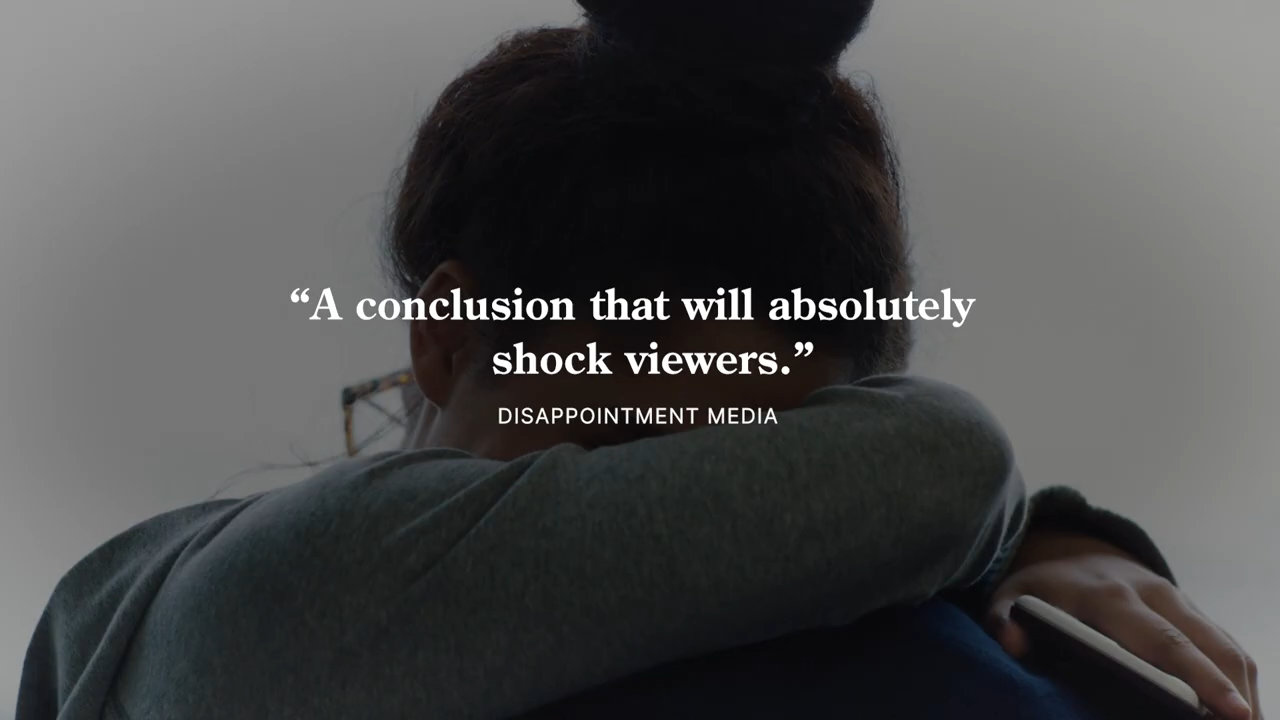 “A conclusion that will absolutely
shock viewers.”
DISAPPOINTMENT MEDIA